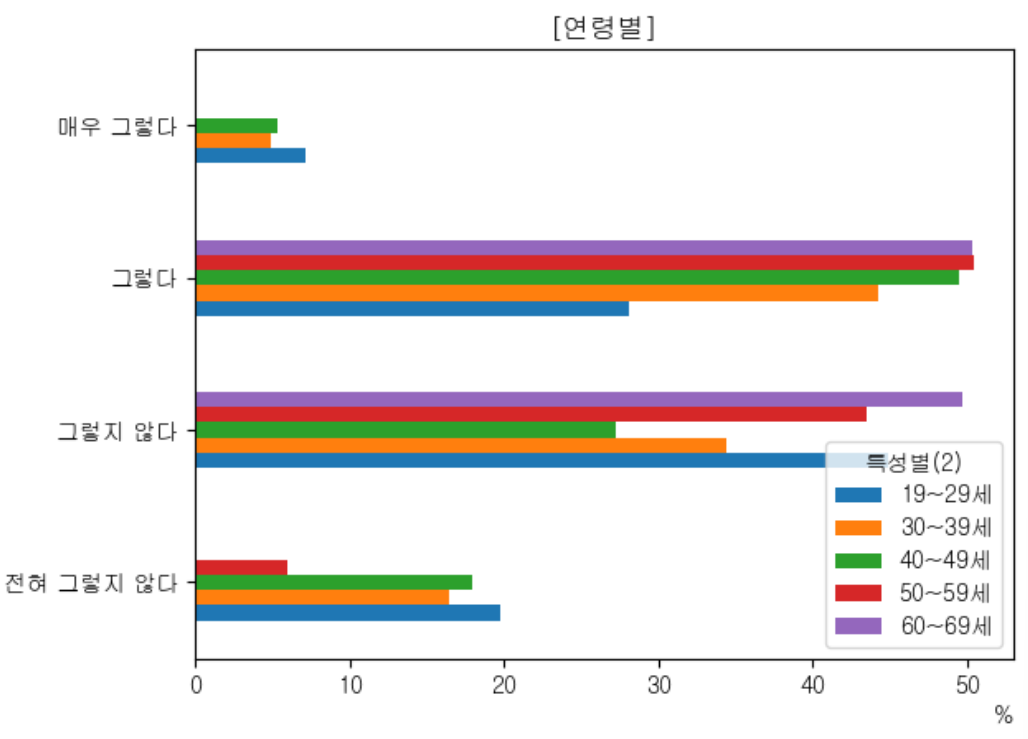 [연령별]
매우 그렇다
그렇다
그렇지 않다
전혀 그렇지 않다
특성별(2)
19~29세
30~39세
40~49세
50~59세
60~69세
0 10 20 30 40 50
%